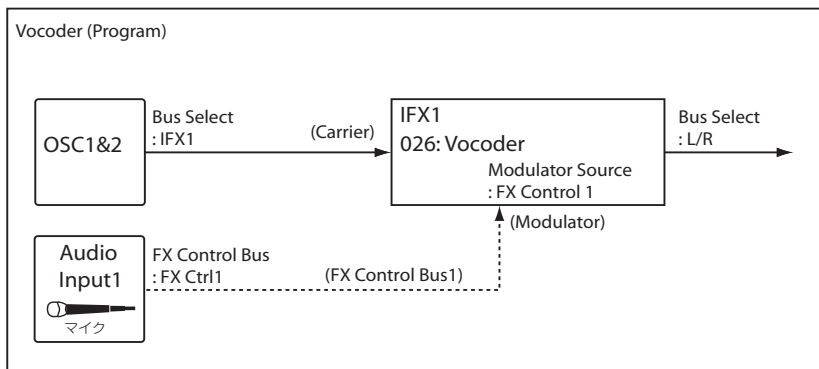 Vocoder (Program)
OSC1&2
Bus Select
: IFX1
(Carrier)
IFX1
026: Vocoder
Modulator Source
: FX Control 1
Bus Select
: L/R
(Modulator)
Audio
Input1
マイク
FX Control Bus
: FX Ctrl1
(FX Control Bus1)